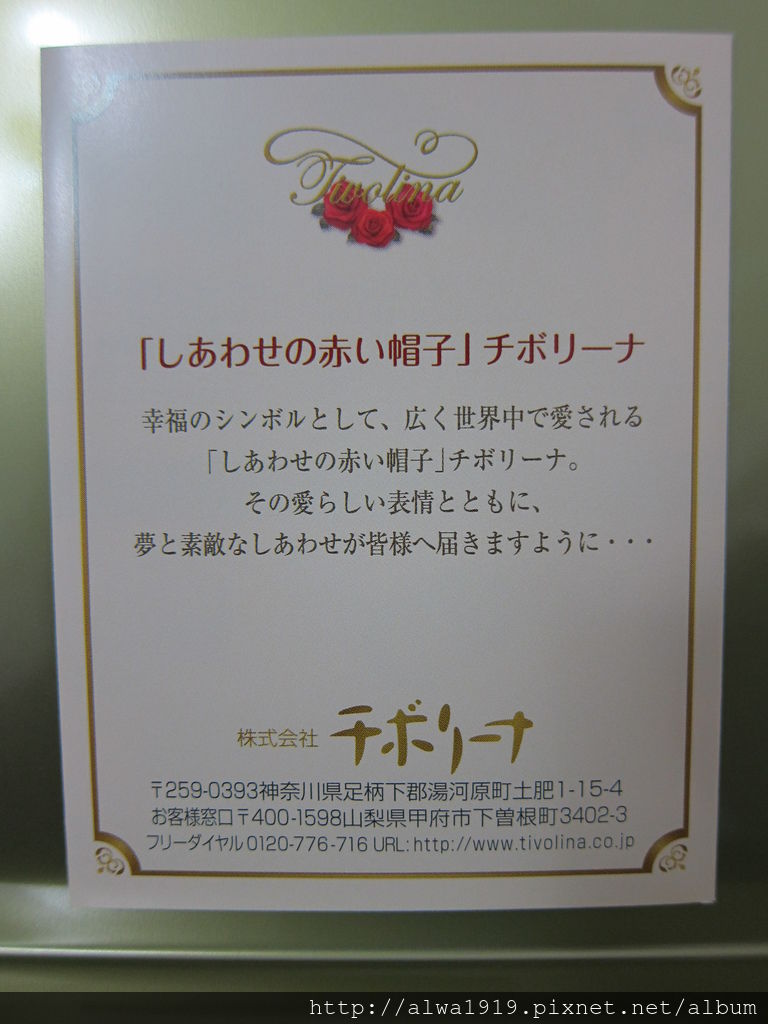 Tivolina
「しあわせの赤い帽子」チボリーナ
幸福のシンボルとして、広く世界中で愛される
「しあわせの赤い帽子」チボリーナ。
その愛らしい表情とともに、
夢と素敵なしあわせが皆様へ届きますように・・・
株式会社 チボリーナ
〒259-0393神奈川県足柄下郡湯河原町土肥1-15-4
お客様窓口〒400-1598山梨県甲府市下曽根町3402-3
フリーダイヤル0120-776-716 URL:http://www.tivolina.co.jp
http://alwa1919.pixnet.net/album